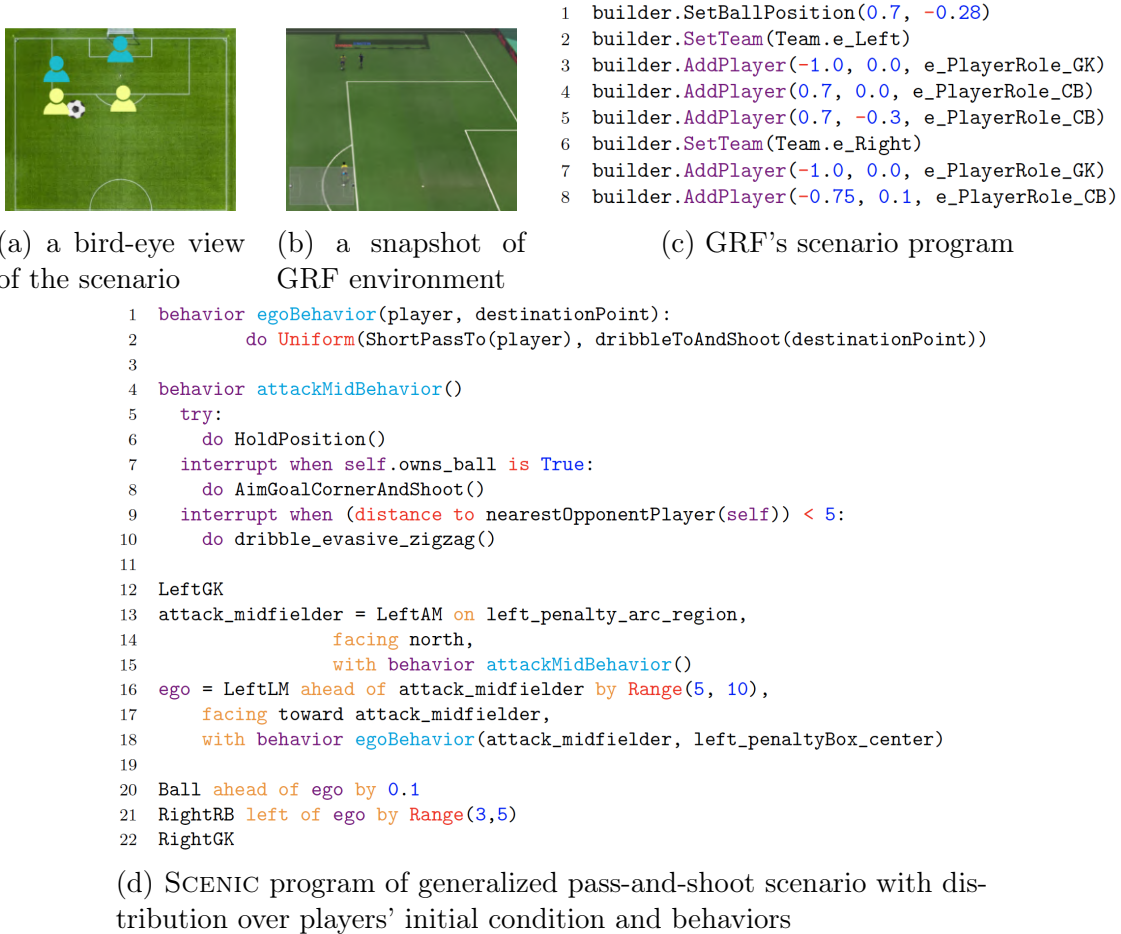 1 builder.SetBallPosition(0.7, -0.28)
2 builder.SetTeam(Team.e_Left)
3 builder.AddPlayer(-1.0, 0.0, e_PlayerRole_GK)
4 builder.AddPlayer(0.7, 0.0, e_PlayerRole_CB)
5 builder.AddPlayer(0.7, -0.3, e_PlayerRole_CB)
6 builder.SetTeam(Team.e_Right)
7 builder.AddPlayer(-1.0, 0.0, e_PlayerRole_GK)
8 builder.AddPlayer(-0.75, 0.1, e_PlayerRole_CB)
(a) a bird-eye view
of the scenario
(b) a snapshot of
GRF environment
(c) GRF's scenario program
1 behavior egoBehavior(player, destinationPoint):
2 do Uniform(ShortPassTo(player), dribbleToAndShoot(destinationPoint))
3
4 behavior attackMidBehavior()
5 try:
6 do HoldPosition()
7 interrupt when self.owns_ball is True:
8 do AimGoalCornerAndShoot()
9 interrupt when (distance to nearestOpponentPlayer(self)) < 5:
10 do dribble_evasive_zigzag()
11
12 LeftGK
13 attack_midfielder = LeftAM on left_penalty_arc_region,
14 facing north,
15 with behavior attackMidBehavior()
16 ego = LeftLM ahead of attack_midfielder by Range(5, 10),
17 facing toward attack_midfielder,
18 with behavior egoBehavior(attack_midfielder, left_penaltyBox_center)
19
20 Ball ahead of ego by 0.1
21 RightRB left of ego by Range(3,5)
22 RightGK
(d) SCENIC program of generalized pass-and-shoot scenario with dis-
tribution over players' initial condition and behaviors